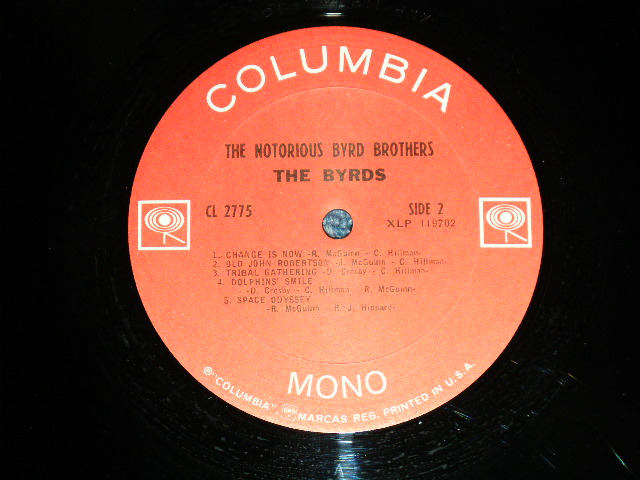 COLUMBIA
THE NOTORIOUS BYRD BROTHERS
THE BYRDS
CL 2775
SIDE 2
XLP 119702
1. CHANGE IS NOW -R. McGuinn - C. Hillman-
2. OLD JOHN ROBERTSON -J. McGuinn - C. Hillman-
3. TRIBAL GATHERING -D. Crosby - C. Hillman-
4. DOLPHINS' SMILE
-D. Crosby - C. Hillman - R. McGuinn-
5. SPACE ODYSSEY
-R. McGuinn - R. J. Hippard-
MONO
® "COLUMBIA" MARCAS REG. PRINTED IN U.S.A.